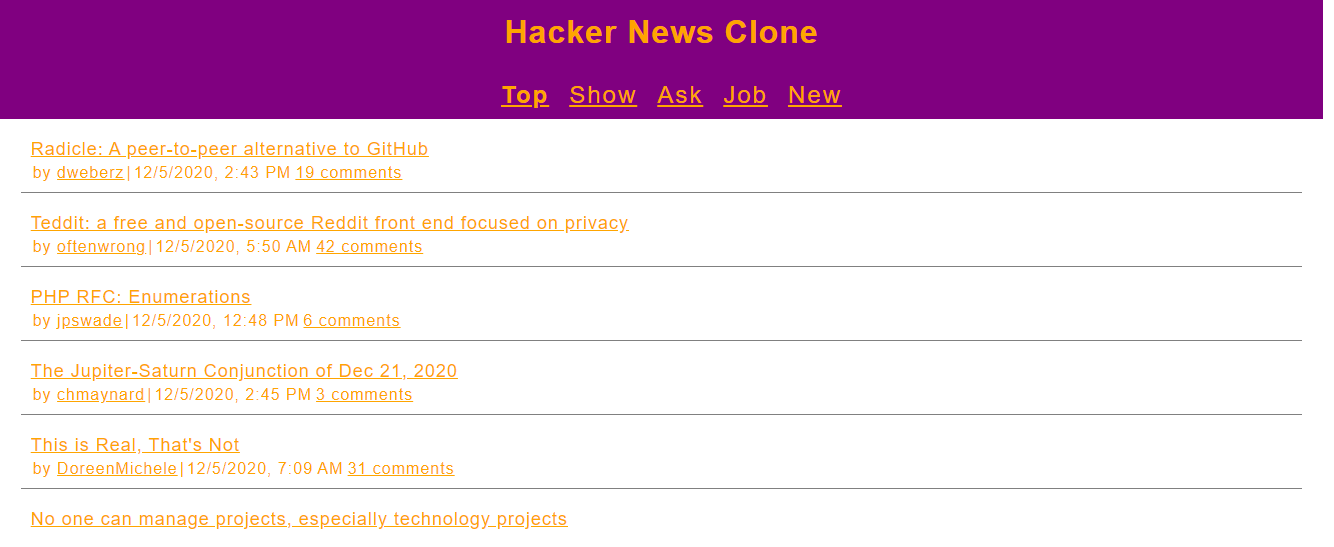 Hacker News Clone
Top Show Ask Job New
Radicle: A peer-to-peer alternative to GitHub
by dweberz | 12/5/2020, 2:43 PM 19 comments
Teddit: a free and open-source Reddit front end focused on privacy
by oftenwrong | 12/5/2020, 5:50 AM 42 comments
PHP RFC: Enumerations
by jpswade | 12/5/2020, 12:48 PM 6 comments
The Jupiter-Saturn Conjunction of Dec 21, 2020
by chmaynard | 12/5/2020, 2:45 PM 3 comments
This is Real, That's Not
by DoreenMichele | 12/5/2020, 7:09 AM 31 comments
No one can manage projects, especially technology projects